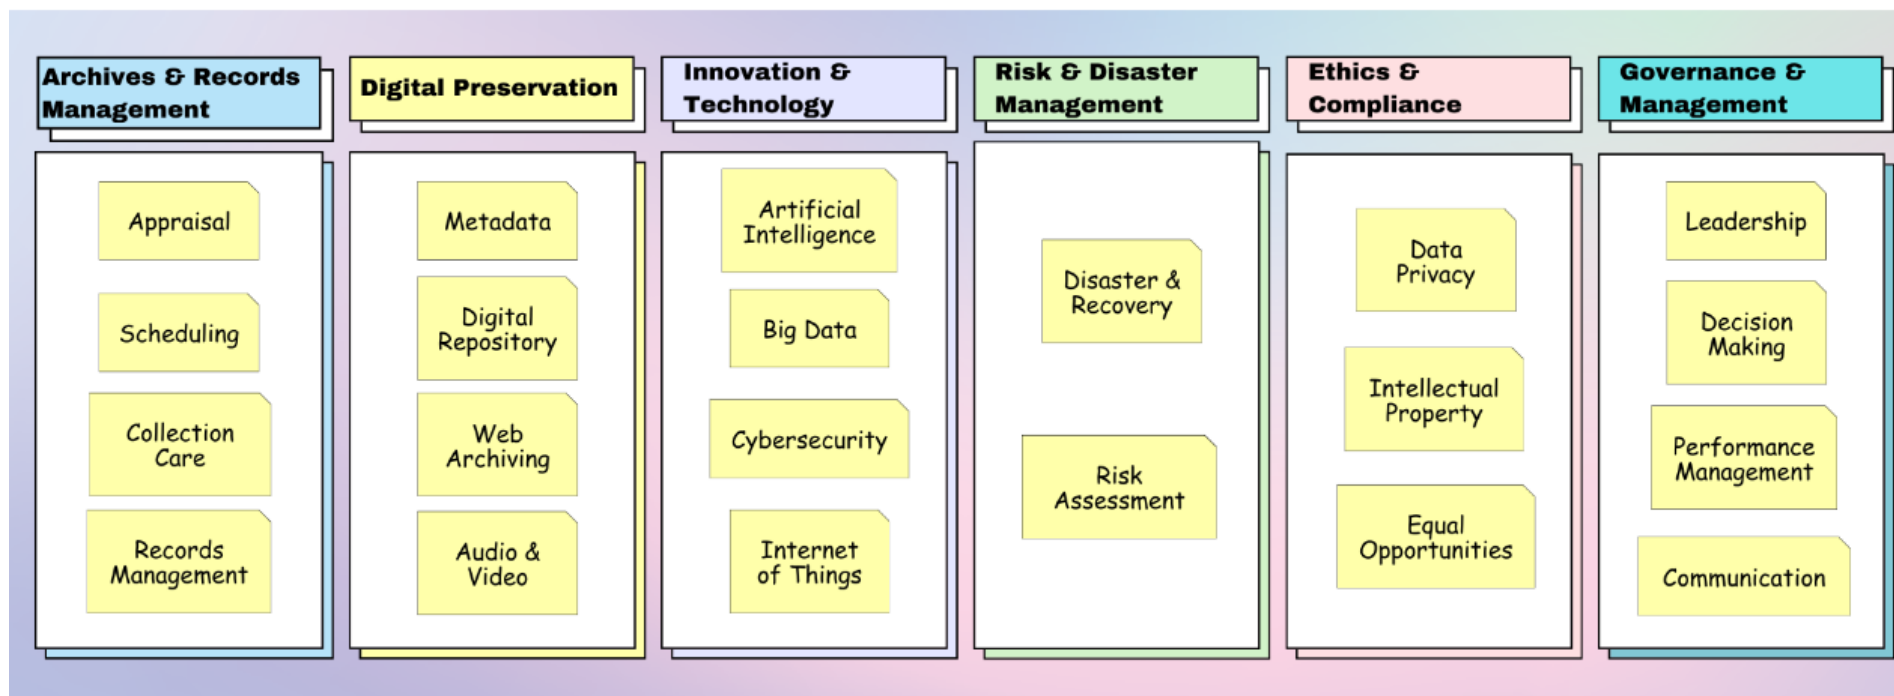 Archives & Records
Management
Appraisal
Scheduling
Collection
Care
Records
Management
Digital Preservation
Metadata
Digital
Repository
Web
Archiving
Audio &
Video
Innovation &
Technology
Artificial
Intelligence
Big Data
Cybersecurity
Internet
of Things
Risk & Disaster
Management
Disaster &
Recovery
Risk
Assessment
Ethics &
Compliance
Data
Privacy
Intellectual
Property
Equal
Opportunities
Governance &
Management
Leadership
Decision
Making
Performance
Management
Communication